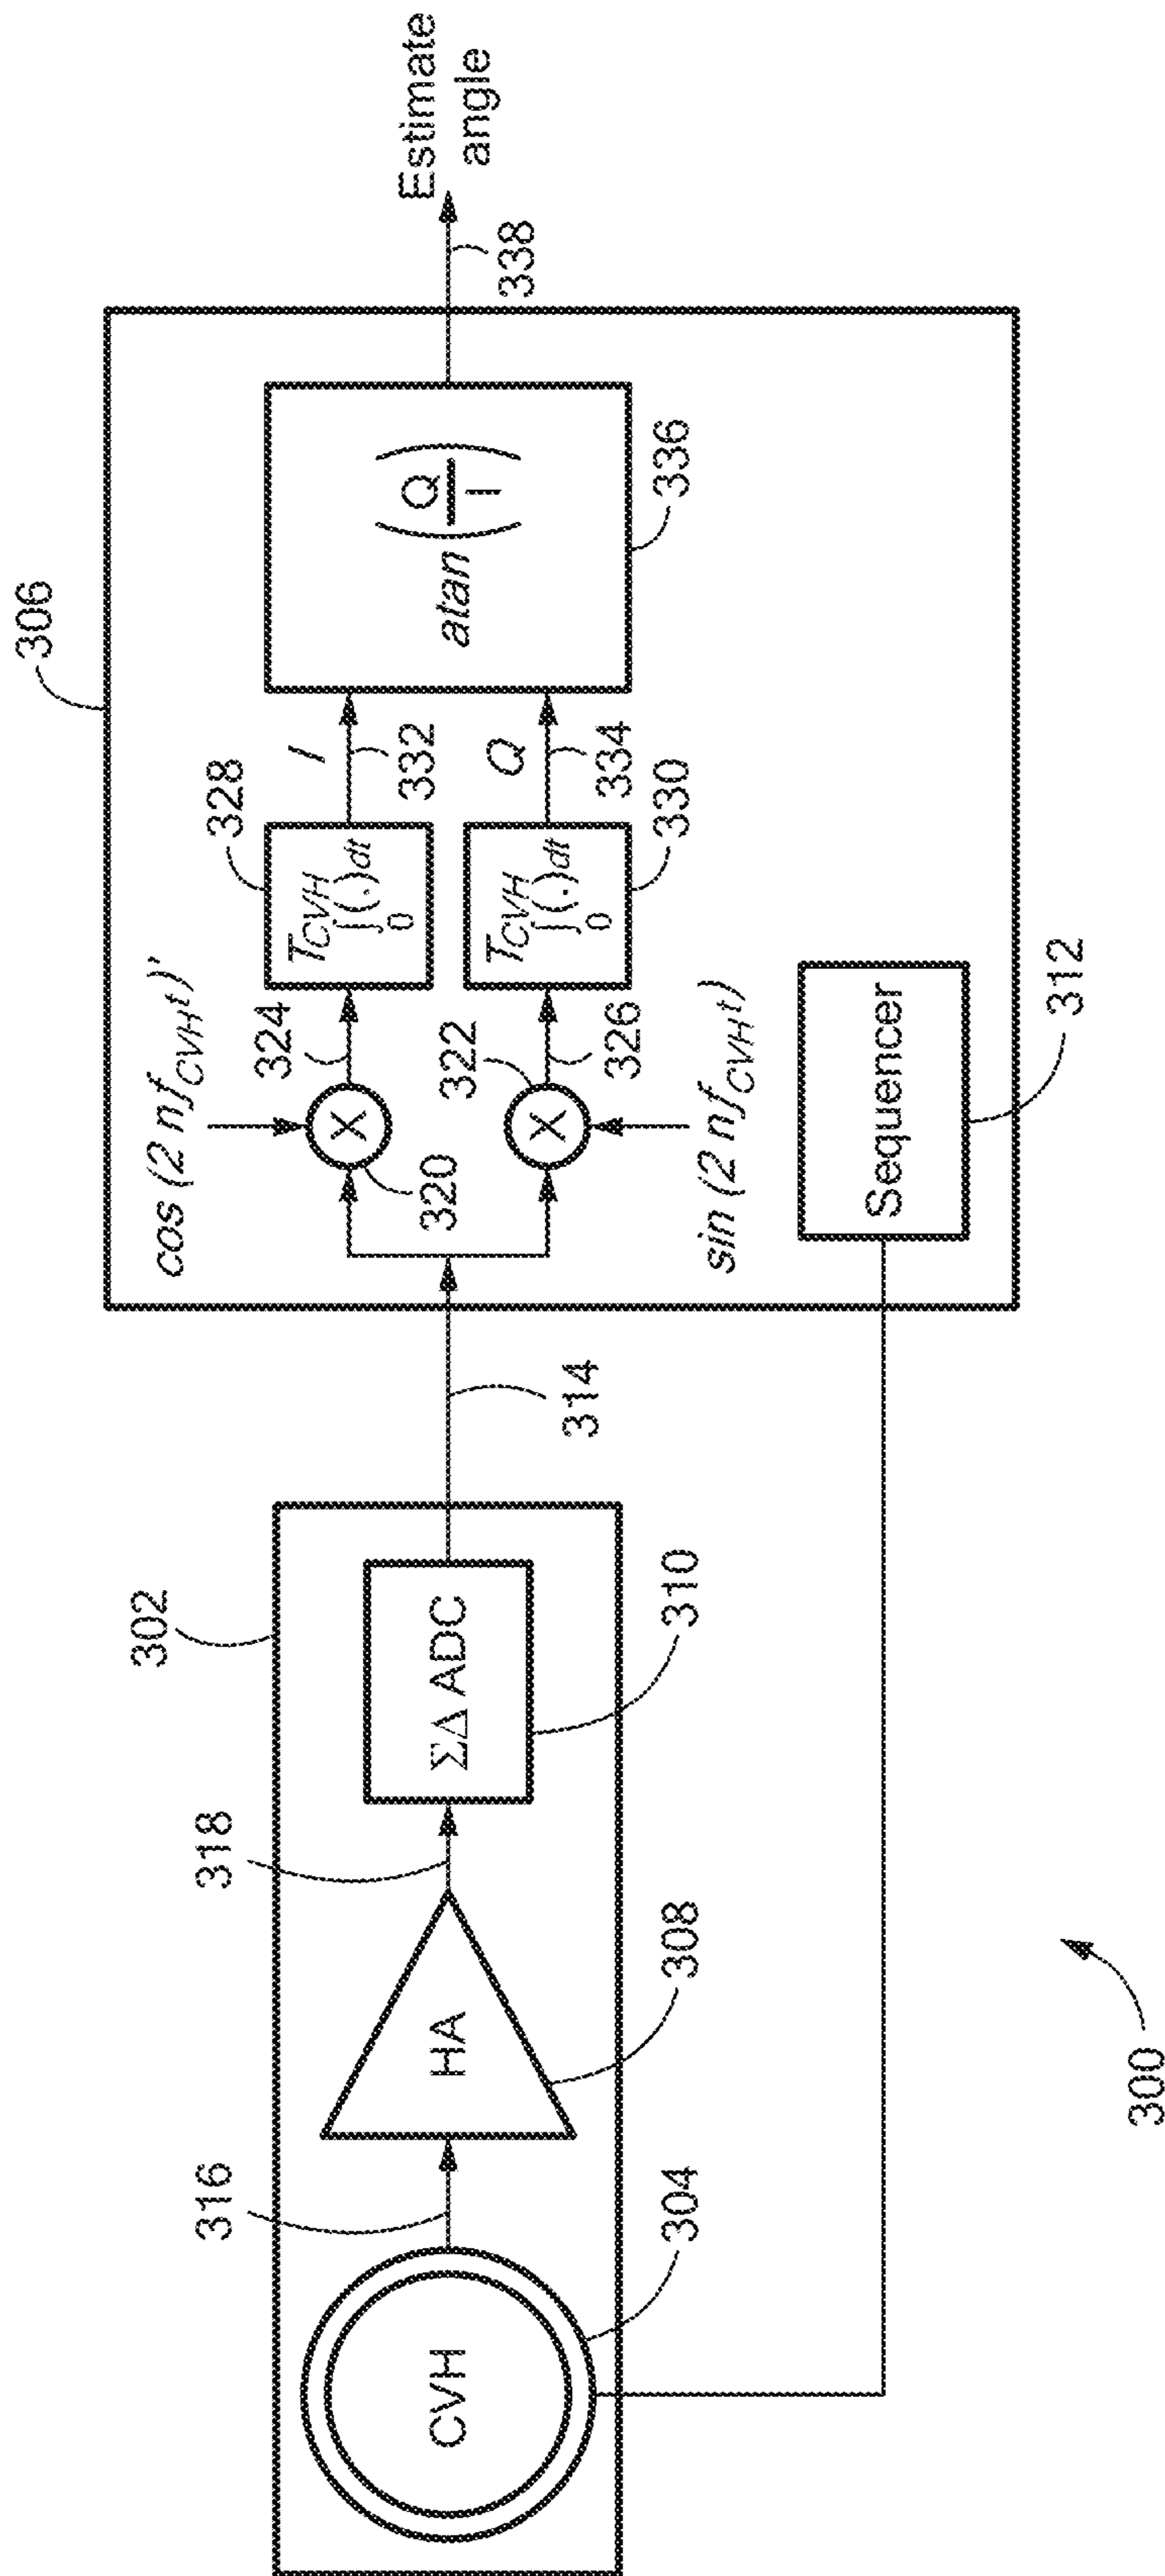 306
302
cos (2 nf_CVH t)'
324
328
I
332
T_CVH
∫(.)dt
0
atan (Q/I)
336
338
Estimate
angle
320
322
326
330
Q
334
T_CVH
∫(.)dt
0
sin (2 nf_CVH t)
Sequencer
312
314
316
318
CVH
HA
ΣΔ ADC
304
308
310
300